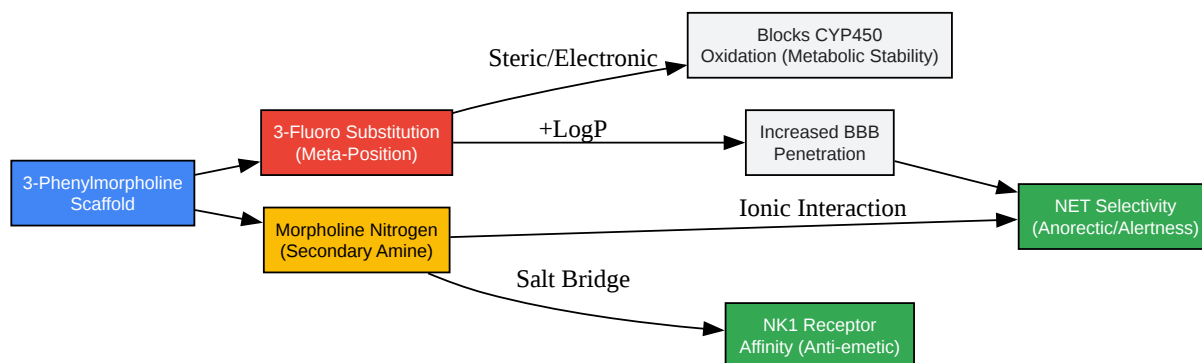 Blocks CYP450
Oxidation (Metabolic Stability)
Steric/Electronic
3-Fluoro Substitution
(Meta-Position)
+LogP
Increased BBB
Penetration
3-Phenylmorpholine
Scaffold
Morpholine Nitrogen
(Secondary Amine)
Ionic Interaction
NET Selectivity
(Anorectic/Alertness)
Salt Bridge
NK1 Receptor
Affinity (Anti-emetic)